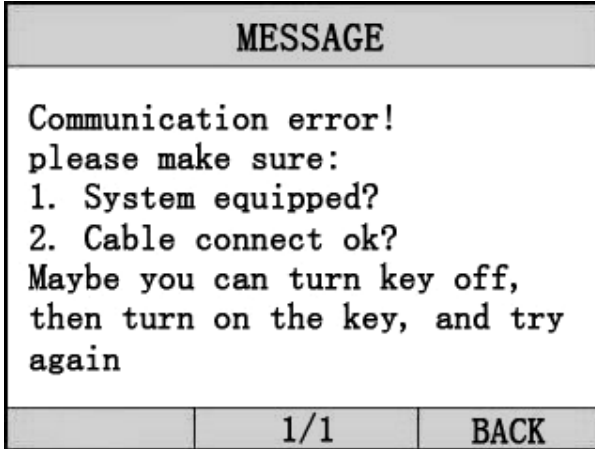 MESSAGE
Communication error!
please make sure:
1. System equipped?
2. Cable connect ok?
Maybe you can turn key off,
then turn on the key, and try
again
1/1
BACK